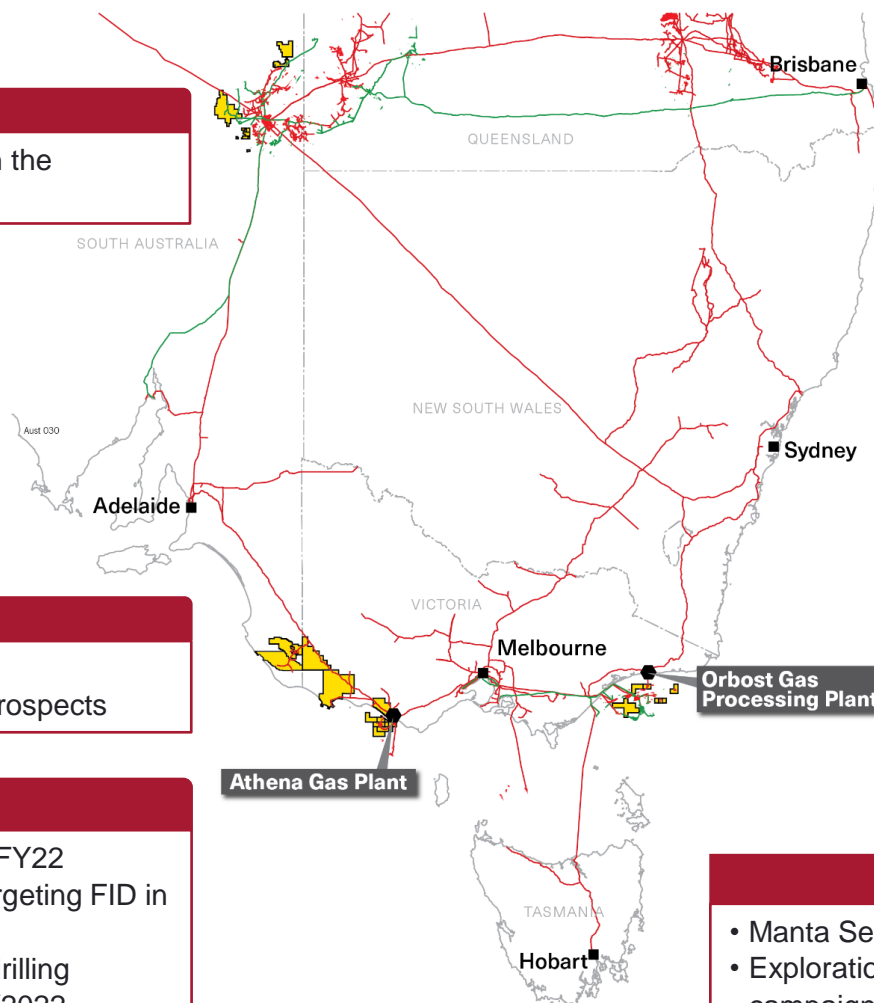 Brisbane
n the
QUEENSLAND
SOUTH AUSTRALIA
NEW SOUTH WALES
Aust 030
Sydney
Adelaide
VICTORIA
Melbourne
Orbost Gas
Processing Plant
rospects
Athena Gas Plant
FY22
rgeting FID in
rilling
TASMANIA
Hobart
• Manta Se
• Exploratio